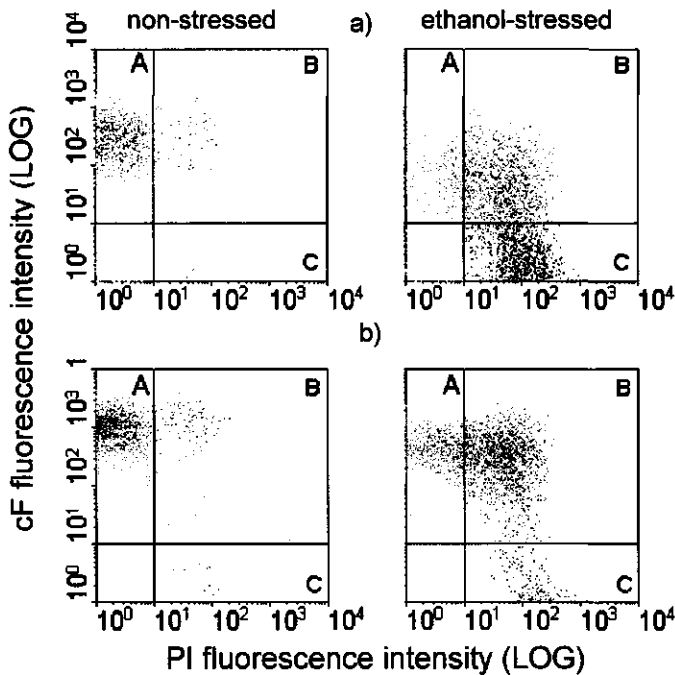 non-stressed a) ethanol-stressed
10⁴ A B A B
10³
10²
10¹
10⁰ C C
10⁰ 10¹ 10² 10³ 10⁴ 10⁰ 10¹ 10² 10³ 10⁴
b)
1 A B A B
10³
10²
10¹
10⁰ C C
10⁰ 10¹ 10² 10³ 10⁴ 10⁰ 10¹ 10² 10³ 10⁴
cF fluorescence intensity (LOG)
PI fluorescence intensity (LOG)